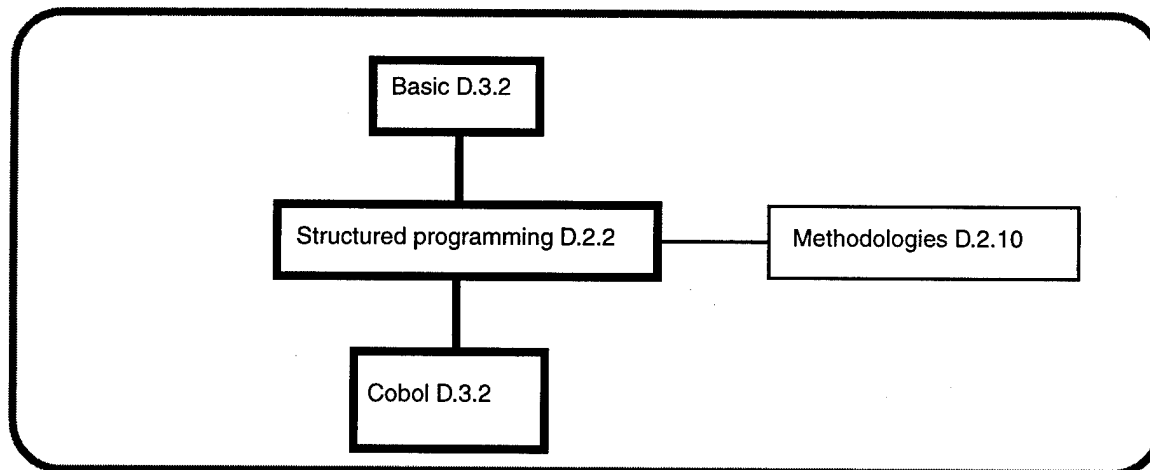 Basic D.3.2
Structured programming D.2.2
Methodologies D.2.10
Cobol D.3.2